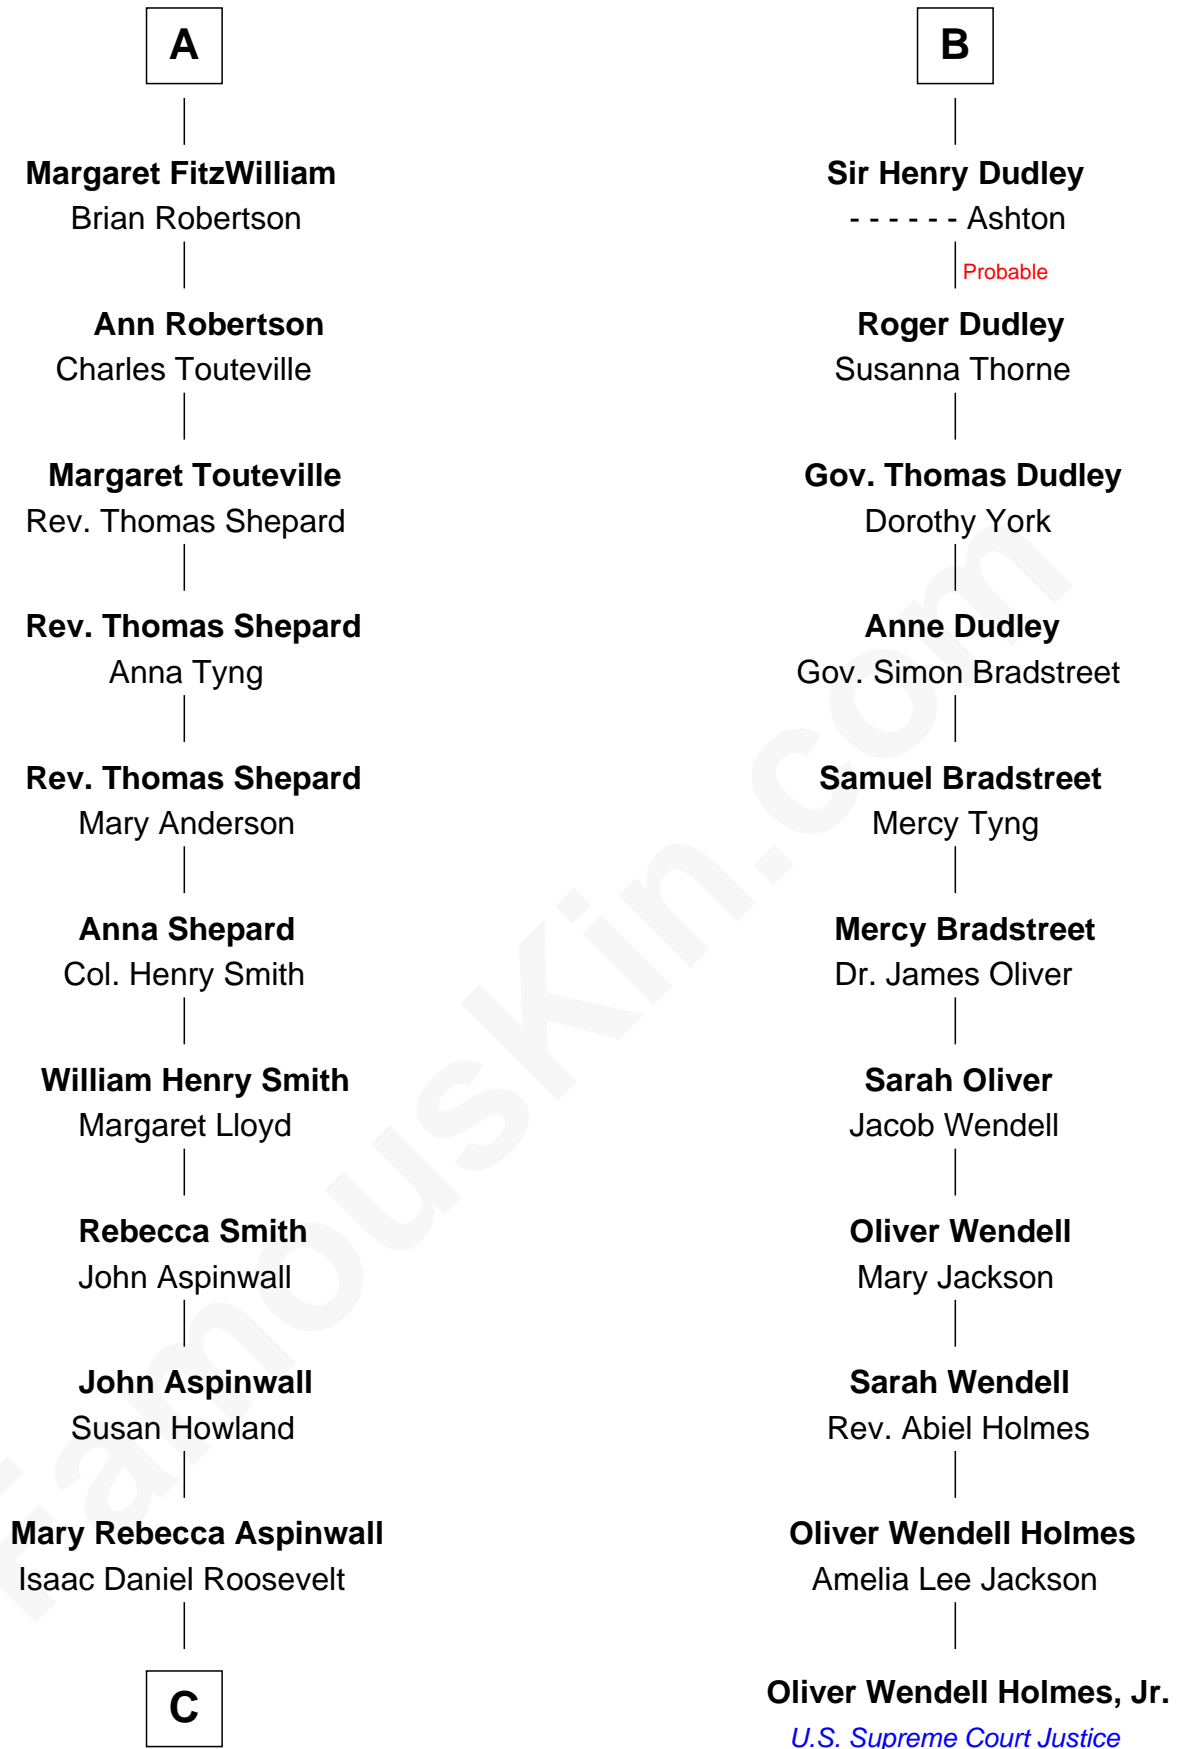 A
Margaret FitzWilliam
Brian Robertson
Ann Robertson
Charles Touteville
Margaret Touteville
Rev. Thomas Shepard
Rev. Thomas Shepard
Anna Tyng
Rev. Thomas Shepard
Mary Anderson
Anna Shepard
Col. Henry Smith
William Henry Smith
Margaret Lloyd
Rebecca Smith
John Aspinwall
John Aspinwall
Susan Howland
Mary Rebecca Aspinwall
Isaac Daniel Roosevelt
C
B
Sir Henry Dudley
- - - - - - Ashton
Probable
Roger Dudley
Susanna Thorne
Gov. Thomas Dudley
Dorothy York
Anne Dudley
Gov. Simon Bradstreet
Samuel Bradstreet
Mercy Tyng
Mercy Bradstreet
Dr. James Oliver
Sarah Oliver
Jacob Wendell
Oliver Wendell
Mary Jackson
Sarah Wendell
Rev. Abiel Holmes
Oliver Wendell Holmes
Amelia Lee Jackson
Oliver Wendell Holmes, Jr.
U.S. Supreme Court Justice
FamousKin.com